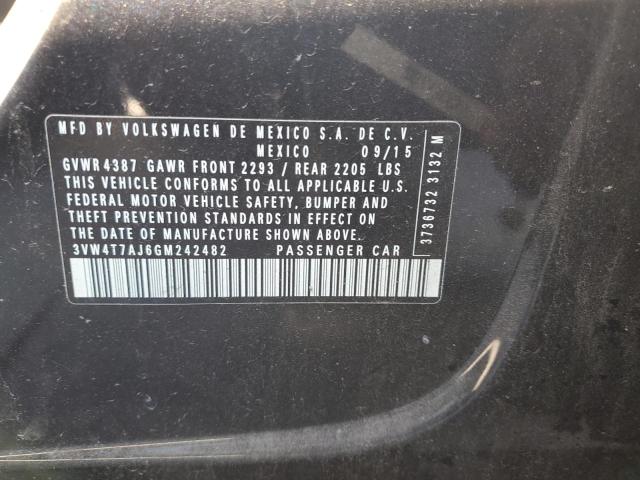 MFD BY VOLKSWAGEN DE MEXICO S.A. DE C.V.
MEXICO 09/15
GVWR 4387 GAWR FRONT 2293 / REAR 2205 LBS
THIS VEHICLE CONFORMS TO ALL APPLICABLE U.S.
FEDERAL MOTOR VEHICLE SAFETY, BUMPER AND
THEFT PREVENTION STANDARDS IN EFFECT ON
THE DATE OF MANUFACTURE SHOWN ABOVE.
3VW4T7AJ6GM242482 PASSENGER CAR
3736732 3132 M